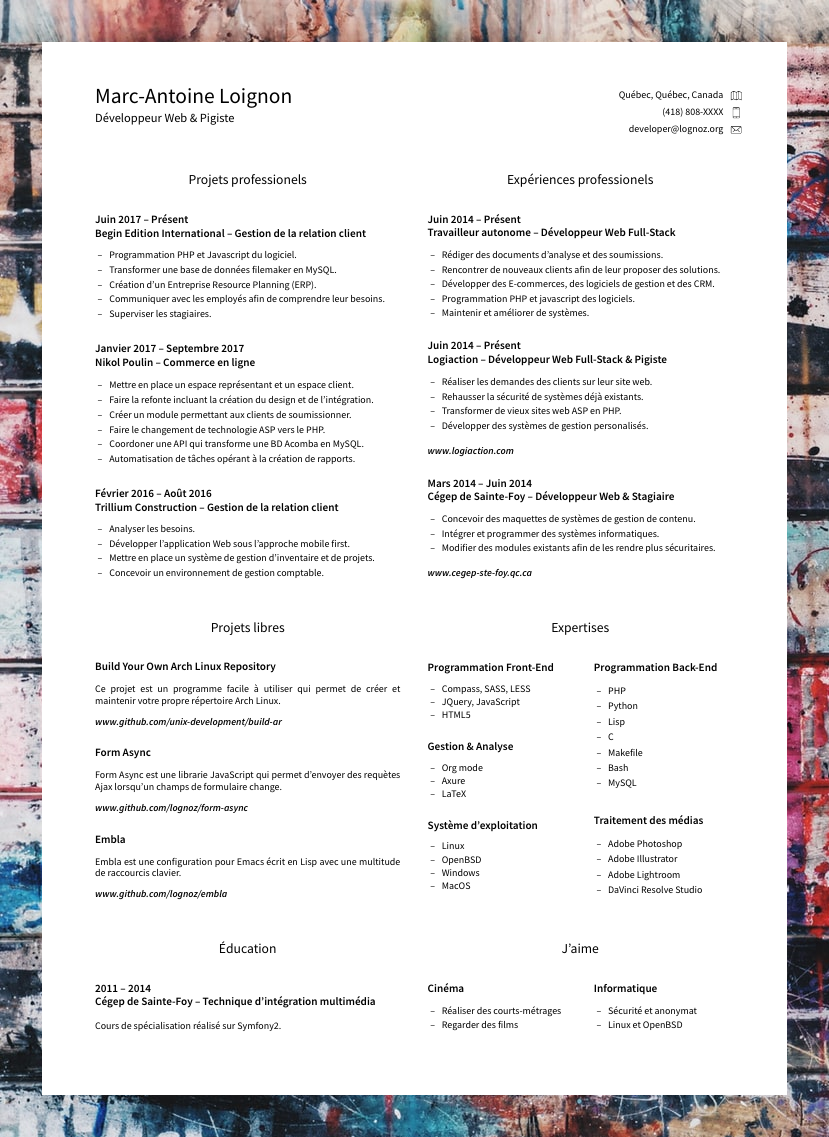 Marc-Antoine Loignon
Développeur Web & Pigiste
Québec, Québec, Canada
(418) 808-XXXX
developer@lognoz.org
Projets professionels
Juin 2017 – Présent
Begin Edition International – Gestion de la relation client
– Programmation PHP et Javascript du logiciel.
– Transformer une base de données filemaker en MySQL.
– Création d'un Entreprise Resource Planning (ERP).
– Communiquer avec les employés afin de comprendre leur besoins.
– Superviser les stagiaires.
Janvier 2017 – Septembre 2017
Nikol Poulin – Commerce en ligne
– Mettre en place un espace représentant et un espace client.
– Faire la refonte incluant la création du design et de l'intégration.
– Créer un module permettant aux clients de soumissionner.
– Faire le changement de technologie ASP vers le PHP.
– Coordoner une API qui transforme une BD Acomba en MySQL.
– Automatisation de tâches opérant à la création de rapports.
Février 2016 – Août 2016
Trillium Construction – Gestion de la relation client
– Analyser les besoins.
– Développer l'application Web sous l'approche mobile first.
– Mettre en place un système de gestion d'inventaire et de projets.
– Concevoir un environnement de gestion comptable.
Expériences professionels
Juin 2014 – Présent
Travailleur autonome – Développeur Web Full-Stack
– Rédiger des documents d'analyse et des soumissions.
– Rencontrer de nouveaux clients afin de leur proposer des solutions.
– Développer des E-commerces, des logiciels de gestion et des CRM.
– Programmation PHP et javascript des logiciels.
– Maintenir et améliorer de systèmes.
Juin 2014 – Présent
Logiaction – Développeur Web Full-Stack & Pigiste
– Réaliser les demandes des clients sur leur site web.
– Rehausser la sécurité de systèmes déjà existants.
– Transformer de vieux sites web ASP en PHP.
– Développer des systèmes de gestion personalisés.
www.logiaction.com
Mars 2014 – Juin 2014
Cégep de Sainte-Foy – Développeur Web & Stagiaire
– Concevoir des maquettes de systèmes de gestion de contenu.
– Intégrer et programmer des systèmes informatiques.
– Modifier des modules existants afin de les rendre plus sécuritaires.
www.cegep-ste-foy.qc.ca
Projets libres
Build Your Own Arch Linux Repository
Ce projet est un programme facile à utiliser qui permet de créer et
maintenir votre propre répertoire Arch Linux.
www.github.com/unix-development/build-ar
Form Async
Form Async est une librarie JavaScript qui permet d'envoyer des requètes
Ajax lorsqu'un champs de formulaire change.
www.github.com/lognoz/form-async
Embla
Embla est une configuration pour Emacs écrit en Lisp avec une multitude
de raccourcis clavier.
www.github.com/lognoz/embla
Expertises
Programmation Front-End
– Compass, SASS, LESS
– JQuery, JavaScript
– HTML5
Gestion & Analyse
– Org mode
– Axure
– LaTeX
Système d'exploitation
– Linux
– OpenBSD
– Windows
– MacOS
Programmation Back-End
– PHP
– Python
– Lisp
– C
– Makefile
– Bash
– MySQL
Traitement des médias
– Adobe Photoshop
– Adobe Illustrator
– Adobe Lightroom
– DaVinci Resolve Studio
Éducation
2011 – 2014
Cégep de Sainte-Foy – Technique d'intégration multimédia
Cours de spécialisation réalisé sur Symfony2.
J'aime
Cinéma
– Réaliser des courts-métrages
– Regarder des films
Informatique
– Sécurité et anonymat
– Linux et OpenBSD